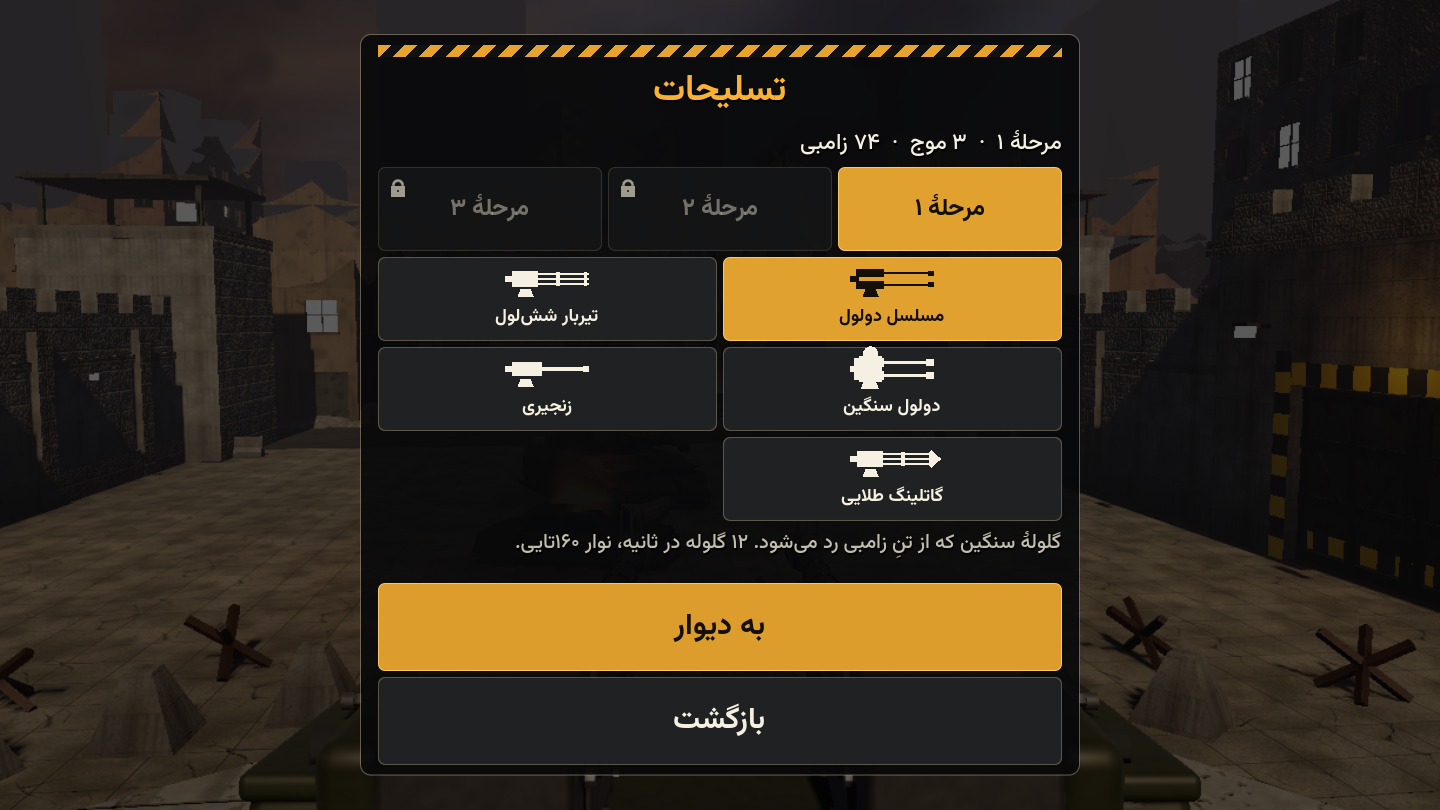 تسلیحات
مرحلهٔ ۱ · ۳ موج · ۷۴ زامبی
مرحلهٔ ۱
مرحلهٔ ۲
مرحلهٔ ۳
مسلسل دولول
تیربار شش‌لول
دولول سنگین
زنجیری
گاتلینگ طلایی
گلولهٔ سنگین که از تنِ زامبی رد می‌شود. ۱۲ گلوله در ثانیه، نوار ۱۶۰تایی.
به دیوار
بازگشت